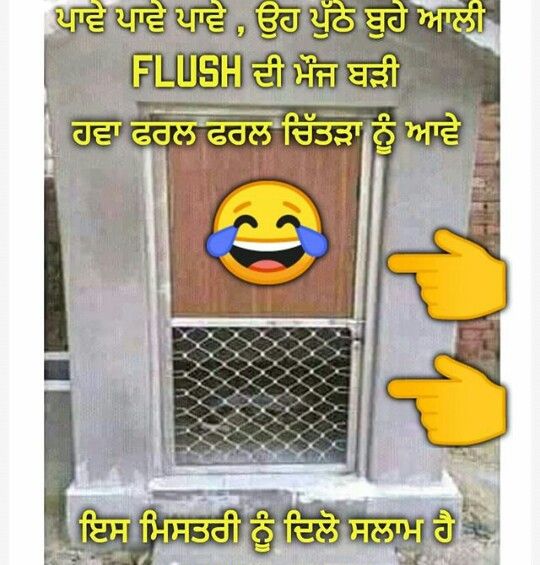 ਪਾਵੇ ਪਾਵੇ ਪਾਵੇ , ਉਹ ਪੁੱਠੇ ਬੁਹੇ ਆਲੀ
FLUSH ਦੀ ਮੌਜ ਬੜੀ
ਹਵਾ ਫਰਲ ਫਰਲ ਚਿੱਤੜਾ ਨੂੰ ਆਵੇ
ਇਸ ਮਿਸਤਰੀ ਨੂੰ ਦਿਲੋ ਸਲਾਮ ਹੈ